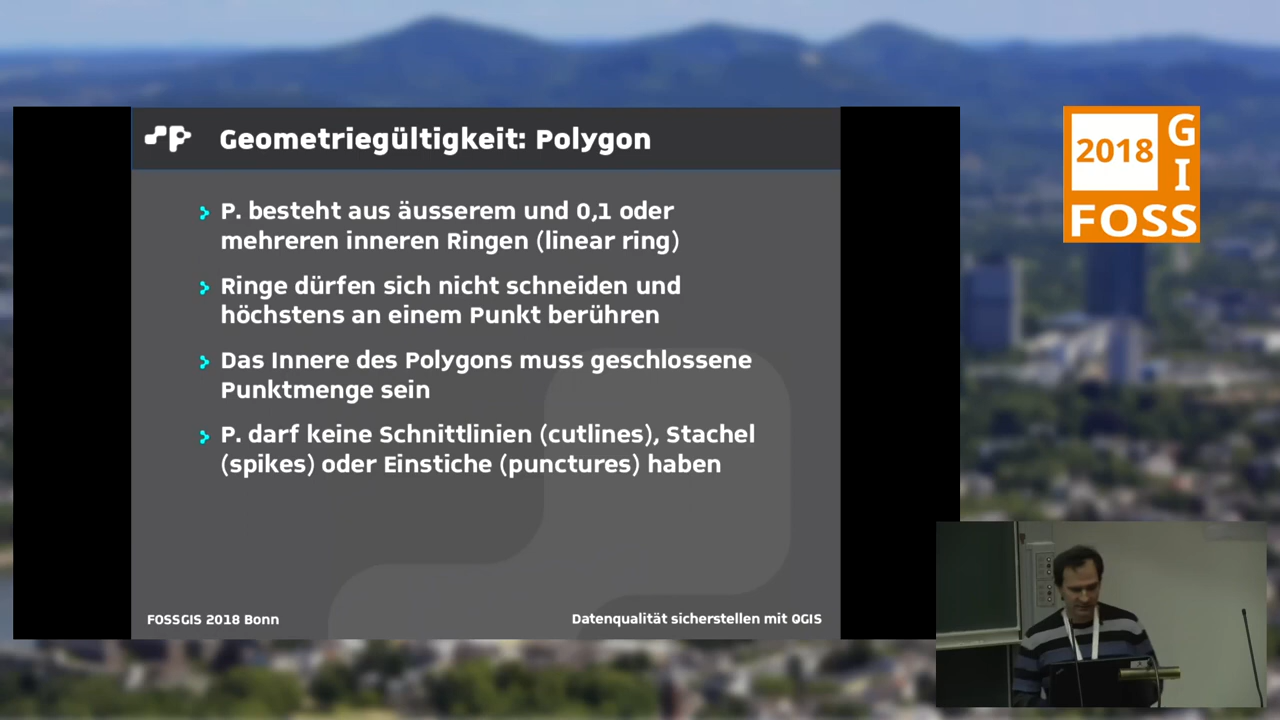 Geometriegültigkeit: Polygon
P. besteht aus äusserem und 0,1 oder
mehreren inneren Ringen (linear ring)
Ringe dürfen sich nicht schneiden und
höchstens an einem Punkt berühren
Das Innere des Polygons muss geschlossene
Punktmenge sein
P. darf keine Schnittlinien (cutlines), Stachel
(spikes) oder Einstiche (punctures) haben
FOSSGIS 2018 Bonn
Datenqualität sicherstellen mit QGIS
2018
G
I
FOSS